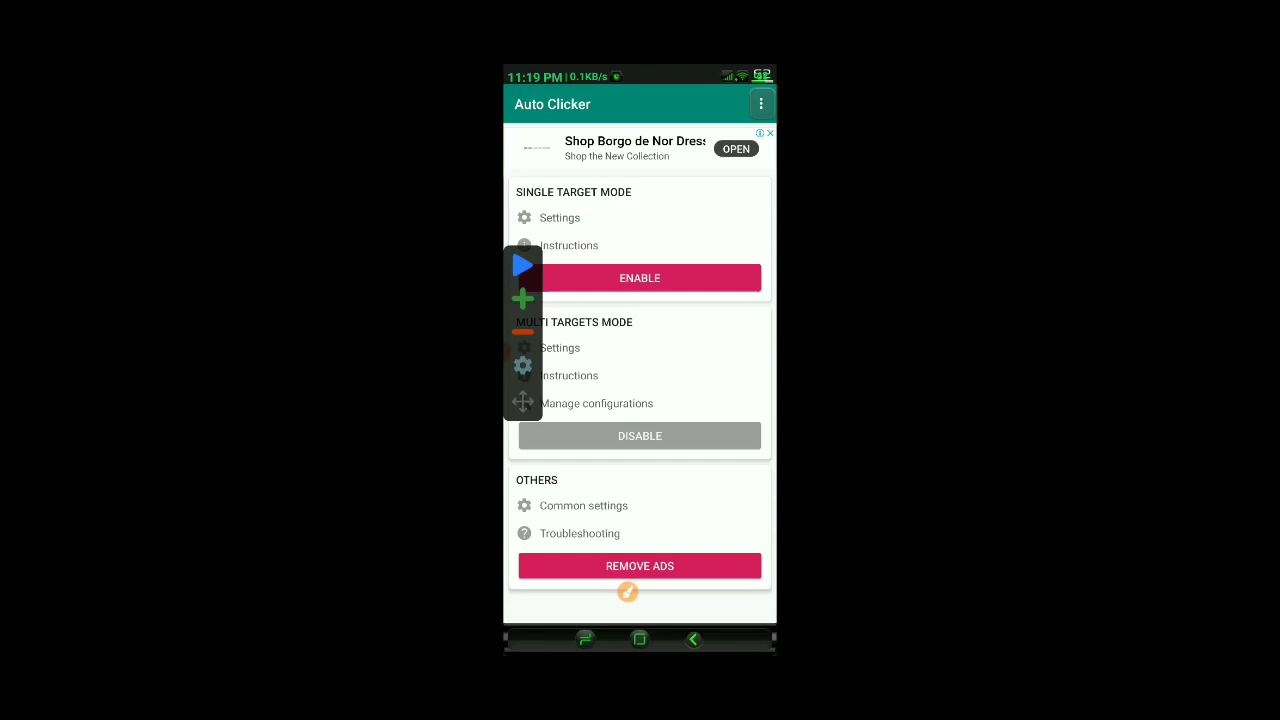 11:19 PM | 0.1KB/s
Auto Clicker
Shop Borgo de Nor Dress
Shop the New Collection
OPEN
SINGLE TARGET MODE
Settings
Instructions
ENABLE
MULTI TARGETS MODE
Settings
Instructions
Manage configurations
DISABLE
OTHERS
Common settings
Troubleshooting
REMOVE ADS